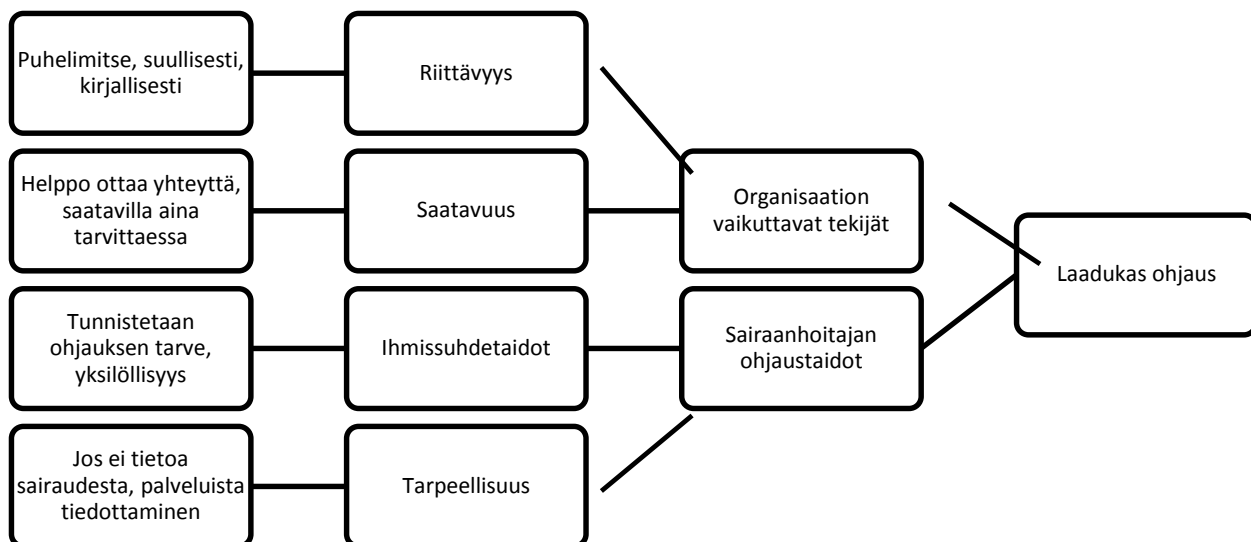 Puhelimitse, suullisesti,
kirjallisesti
Riittävyys
Helppo ottaa yhteyttä,
saatavilla aina
tarvittaessa
Saatavuus
Organisaation
vaikuttavat tekijät
Tunnistetaan
ohjauksen tarve,
yksilöllisyys
Ihmissuhdetaidot
Sairaanhoitajan
ohjaustaidot
Laadukas ohjaus
Jos ei tietoa
sairaudesta, palveluista
tiedottaminen
Tarpeellisuus